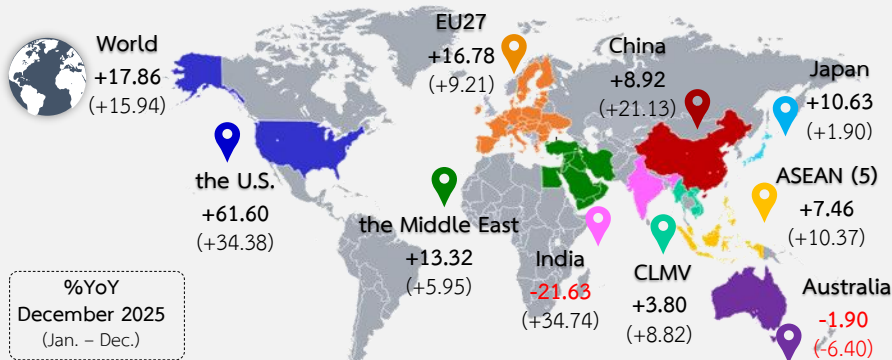 World
+17.86
(+15.94)
EU27
+16.78
(+9.21)
China
+8.92
(+21.13)
Japan
+10.63
(+1.90)
the U.S.
+61.60
(+34.38)
the Middle East
+13.32
(+5.95)
India
-21.63
(+34.74)
CLMV
+3.80
(+8.82)
ASEAN (5)
+7.46
(+10.37)
Australia
-1.90
(-6.40)
%YoY
December 2025
(Jan. – Dec.)